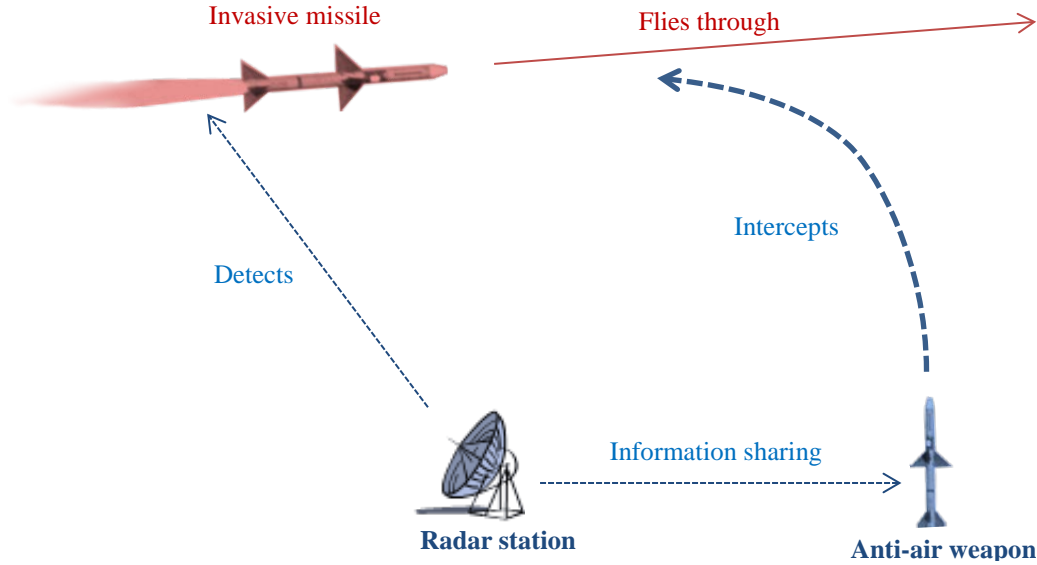 Invasive missile
Flies through
Intercepts
Detects
Information sharing
Radar station
Anti-air weapon